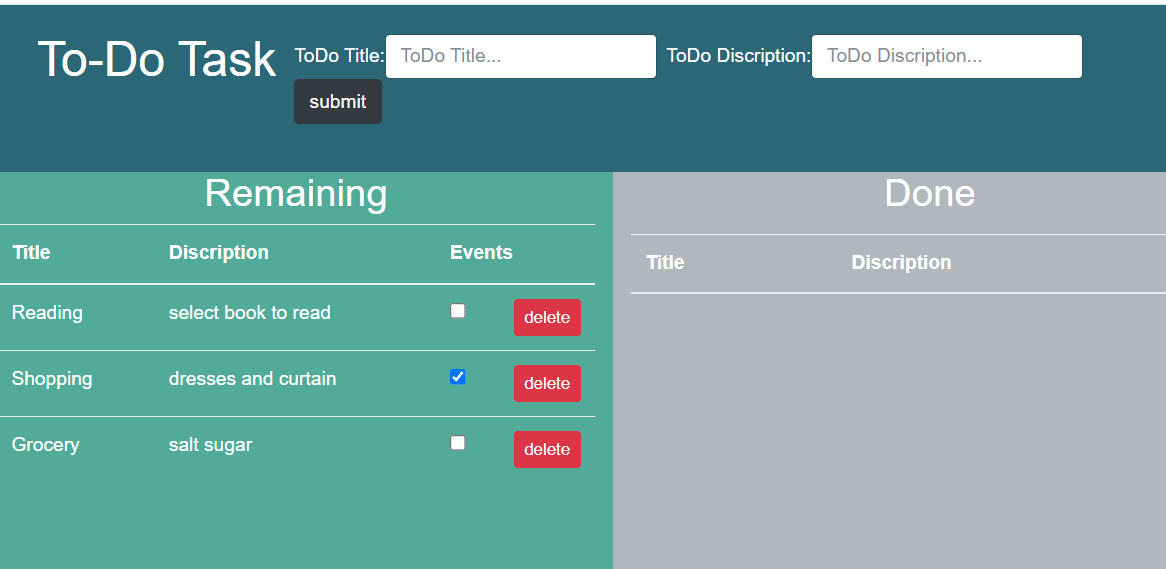 To-Do Task ToDo Title: ToDo Title... ToDo Discription: ToDo Discription...
submit
Remaining
Title Discription Events
Reading select book to read delete
Shopping dresses and curtain delete
Grocery salt sugar delete
Done
Title Discription